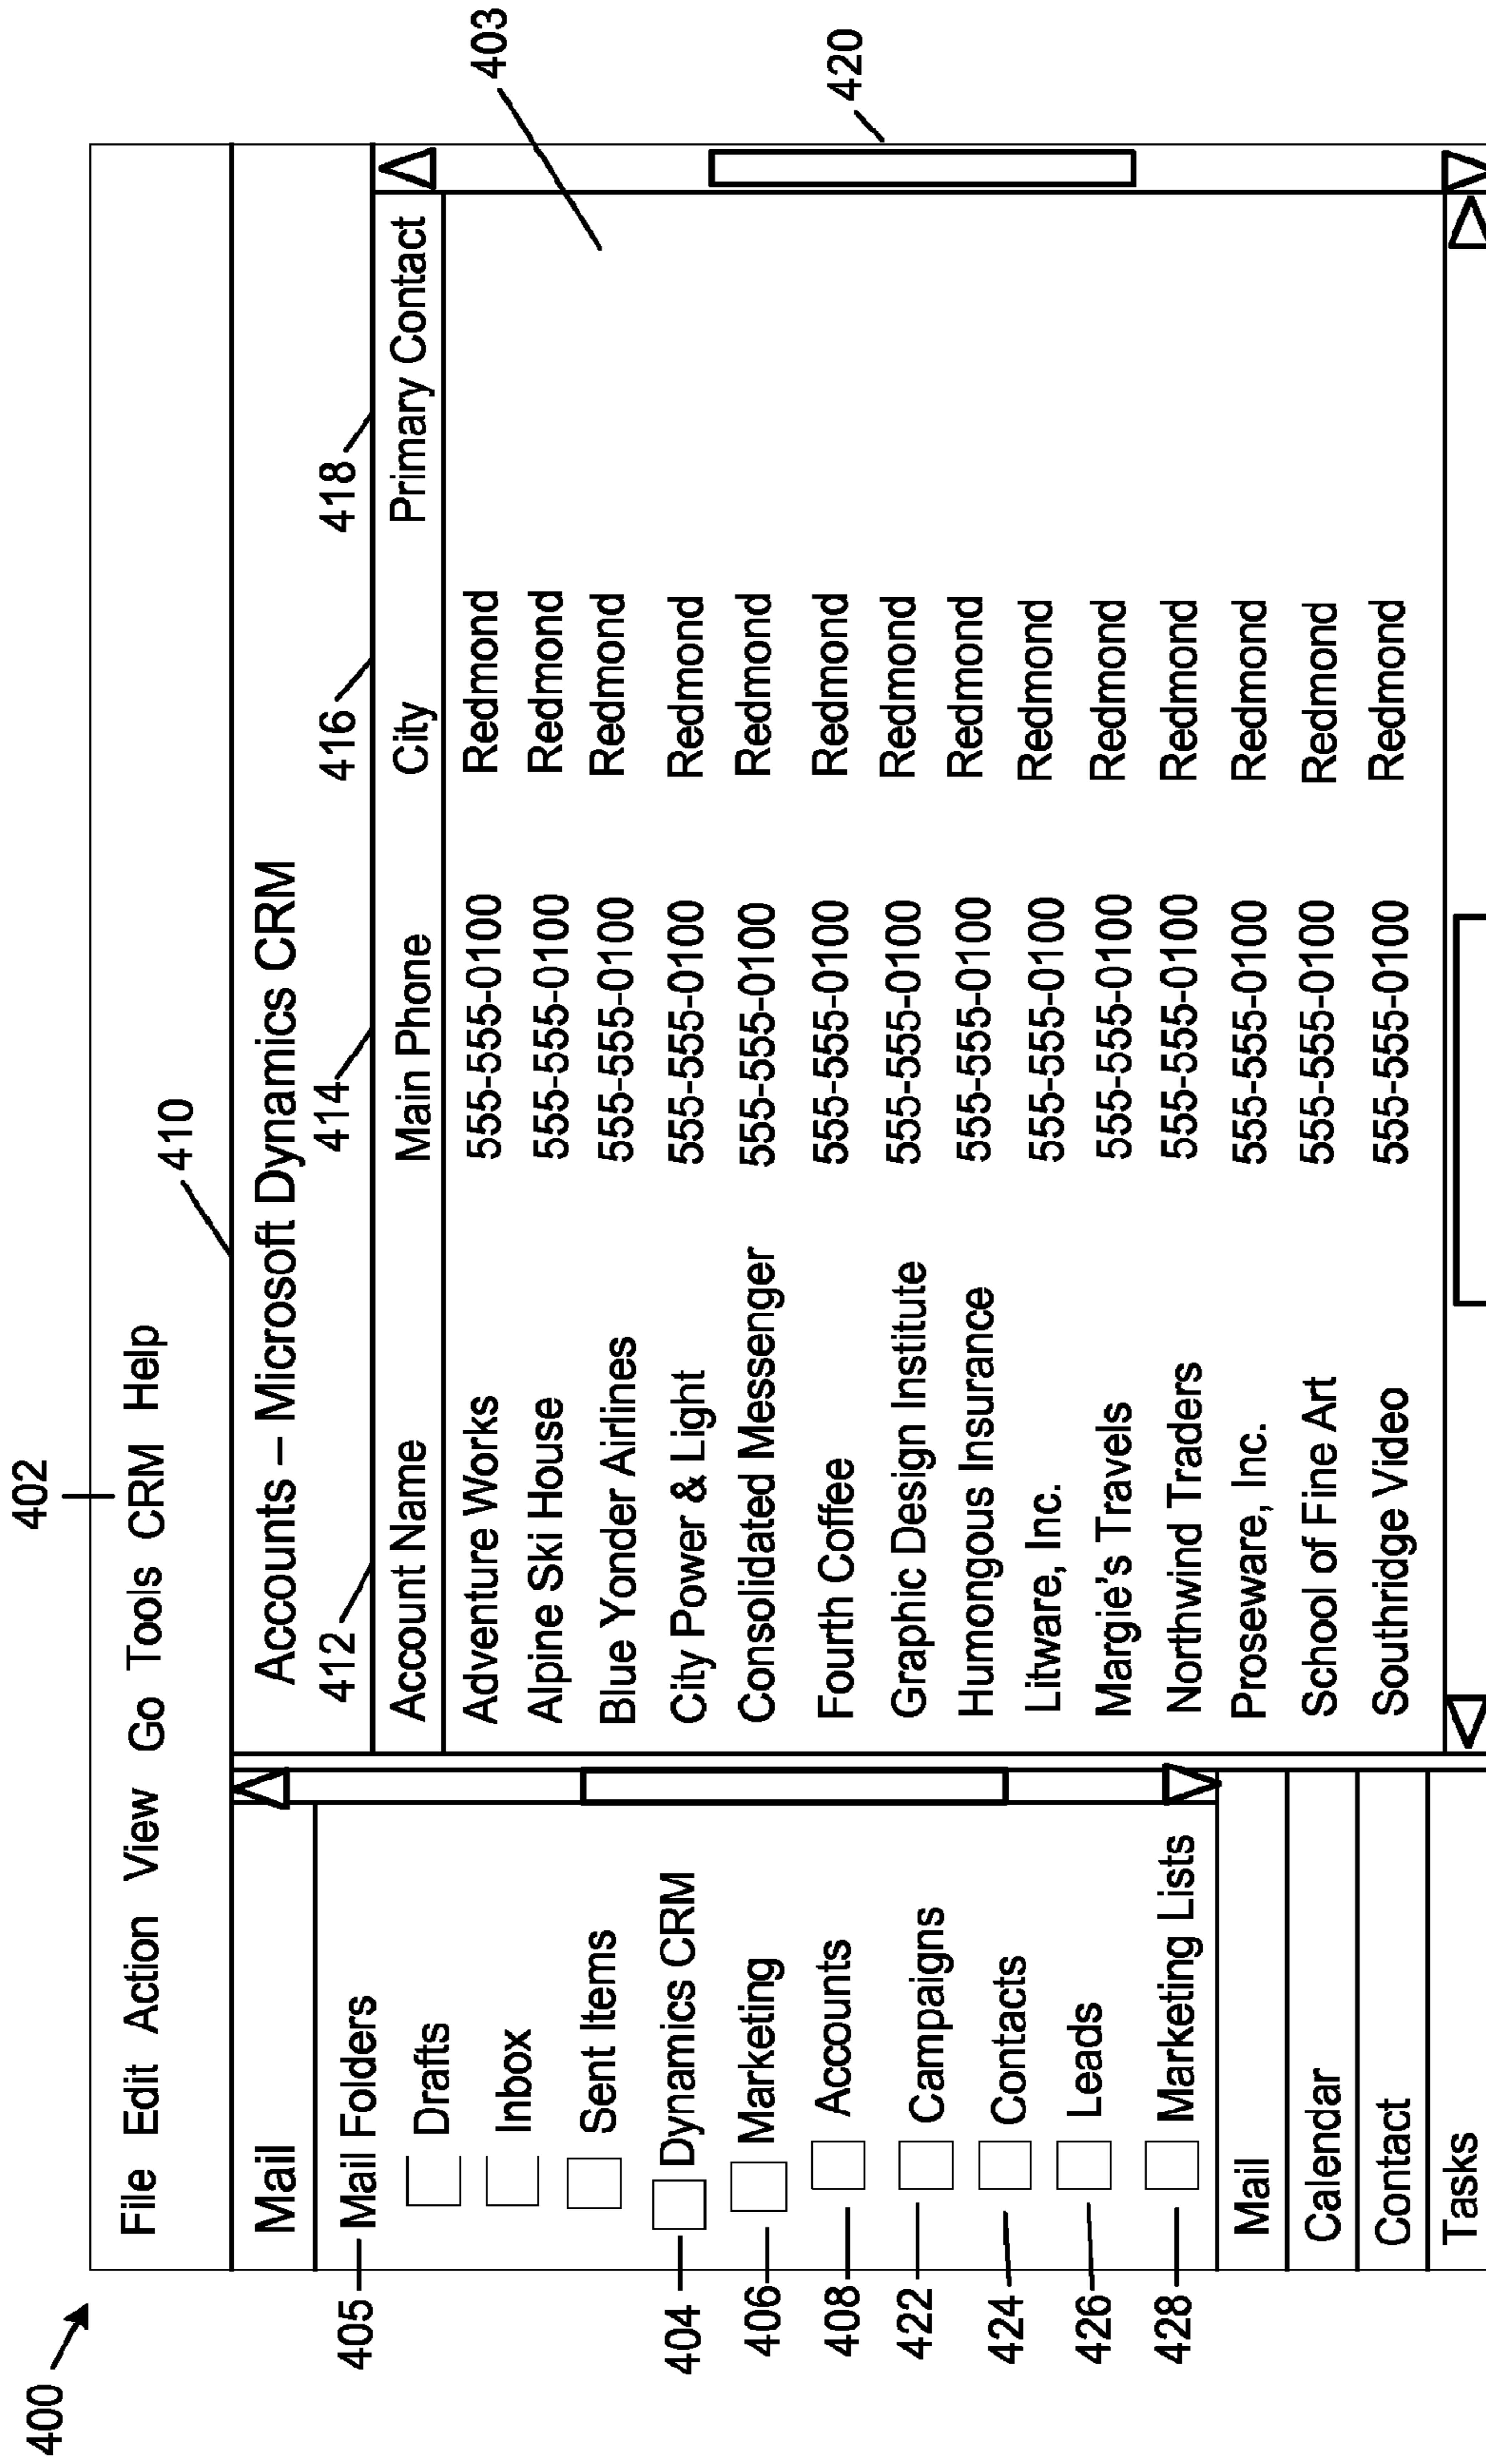 400
402
File Edit Action View Go Tools CRM Help
410
Mail
Accounts – Microsoft Dynamics CRM
412 414 416 418
403
405 Mail Folders
Account Name Main Phone City Primary Contact
Drafts
Adventure Works 555-555-0100 Redmond
Inbox
Alpine Ski House 555-555-0100 Redmond
Sent Items
Blue Yonder Airlines 555-555-0100 Redmond
404 Dynamics CRM
City Power & Light 555-555-0100 Redmond
406 Marketing
Consolidated Messenger 555-555-0100 Redmond
408 Accounts
Fourth Coffee 555-555-0100 Redmond
420
422 Campaigns
Graphic Design Institute 555-555-0100 Redmond
424 Contacts
Humongous Insurance 555-555-0100 Redmond
426 Leads
Litware, Inc. 555-555-0100 Redmond
Margie's Travels 555-555-0100 Redmond
428 Marketing Lists
Northwind Traders 555-555-0100 Redmond
Mail
Proseware, Inc. 555-555-0100 Redmond
Calendar
School of Fine Art 555-555-0100 Redmond
Contact
Southridge Video 555-555-0100 Redmond
Tasks